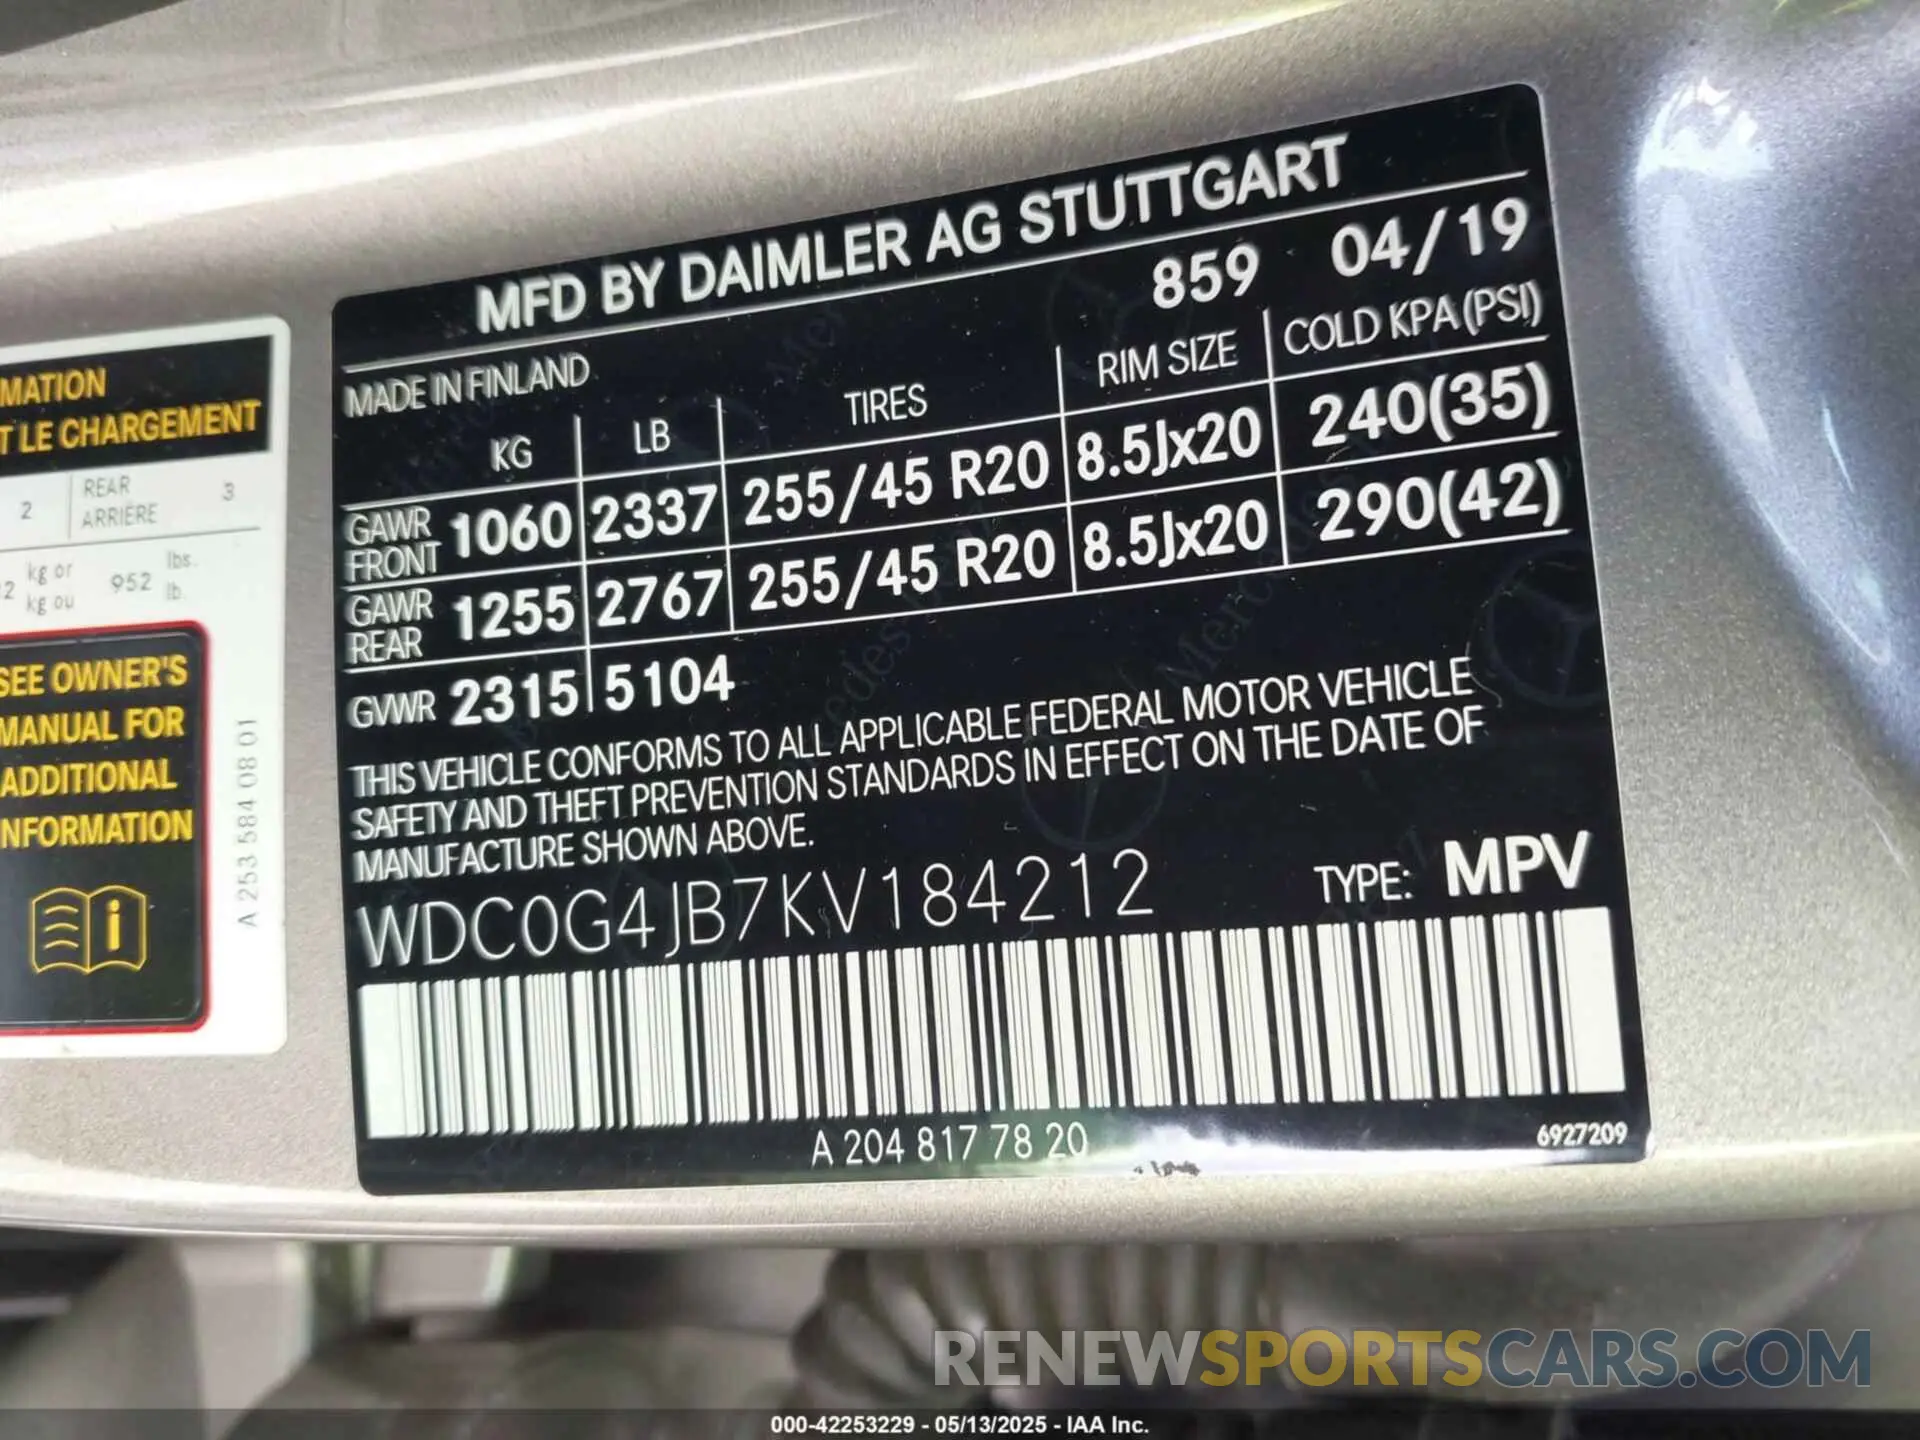 MATION
T LE CHARGEMENT
2 REAR ARRIÈRE 3
2 kg or kg ou 952 lbs. lb.
SEE OWNER'S
MANUAL FOR
ADDITIONAL
NFORMATION
i
A 253 584 08 01
MFD BY DAIMLER AG STUTTGART
MADE IN FINLAND 859 04/19
KG LB TIRES RIM SIZE COLD KPA (PSI)
GAWR FRONT 1060 2337 255/45 R20 8.5Jx20 240(35)
GAWR REAR 1255 2767 255/45 R20 8.5Jx20 290(42)
GVWR 2315 5104
THIS VEHICLE CONFORMS TO ALL APPLICABLE FEDERAL MOTOR VEHICLE
SAFETY AND THEFT PREVENTION STANDARDS IN EFFECT ON THE DATE OF
MANUFACTURE SHOWN ABOVE.
WDC0G4JB7KV184212 TYPE: MPV
A 204 817 78 20 6927209
RENEWSPORTSCARS.COM
000-42253229 - 05/13/2025 - IAA Inc.